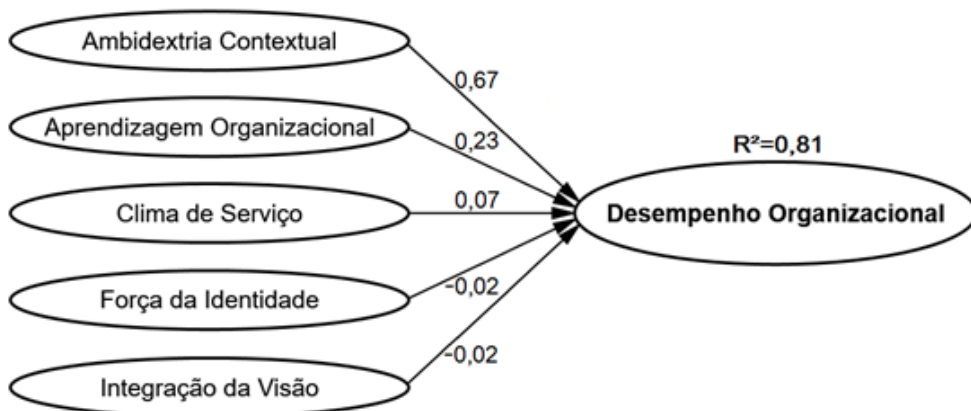 Ambidextria Contextual
0,67
Aprendizagem Organizacional
0,23
R²=0,81
Clima de Serviço
0,07
Desempenho Organizacional
Força da Identidade
-0,02
Integração da Visão
-0,02